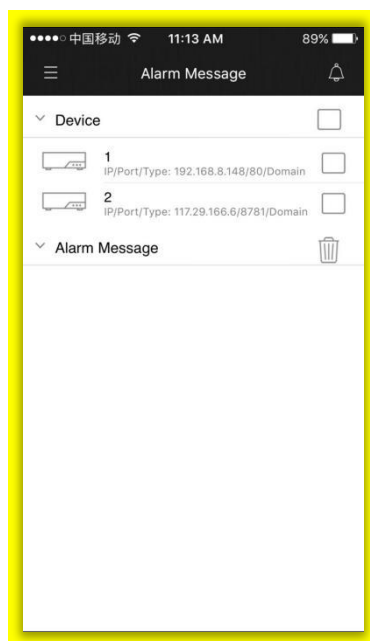 中国移动 11:13 AM 89%
Alarm Message
Device
1
IP/Port/Type: 192.168.8.148/80/Domain
2
IP/Port/Type: 117.29.166.6/8781/Domain
Alarm Message